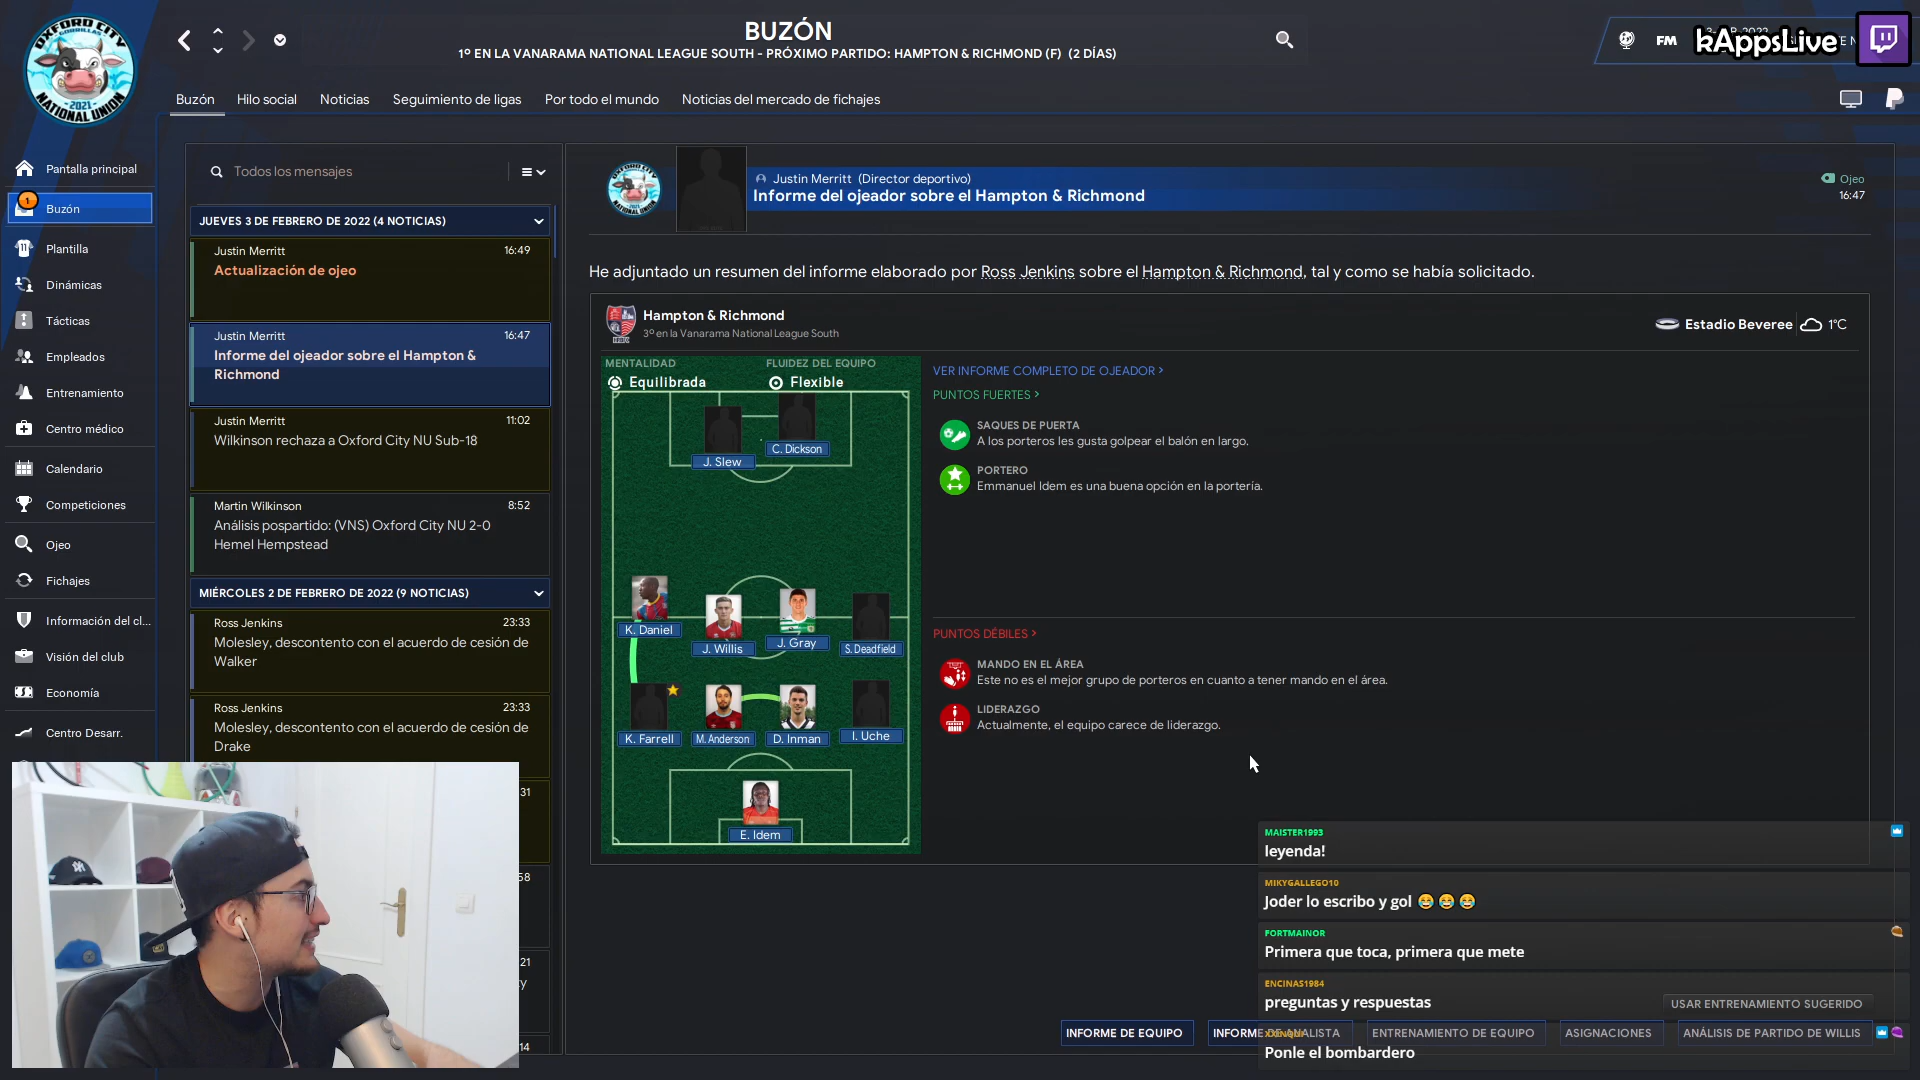 OXFORD CITY
GORRILLAS
2021
NATIONAL UNION
BUZÓN
1º EN LA VANARAMA NATIONAL LEAGUE SOUTH - PRÓXIMO PARTIDO: HAMPTON & RICHMOND (F) (2 DÍAS)
FM
kAppsLive
Buzón
Hilo social
Noticias
Seguimiento de ligas
Por todo el mundo
Noticias del mercado de fichajes
Pantalla principal
1
Buzón
Plantilla
Dinámicas
Tácticas
Empleados
Entrenamiento
Centro médico
Calendario
Competiciones
Ojeo
Fichajes
Información del cl...
Visión del club
Economía
Centro Desarr.
Todos los mensajes
JUEVES 3 DE FEBRERO DE 2022 (4 NOTICIAS)
Justin Merritt 16:49
Actualización de ojeo
Justin Merritt 16:47
Informe del ojeador sobre el Hampton &
Richmond
Justin Merritt 11:02
Wilkinson rechaza a Oxford City NU Sub-18
Martin Wilkinson 8:52
Análisis pospartido: (VNS) Oxford City NU 2-0
Hemel Hempstead
MIÉRCOLES 2 DE FEBRERO DE 2022 (9 NOTICIAS)
Ross Jenkins 23:33
Molesley, descontento con el acuerdo de cesión de
Walker
Ross Jenkins 23:33
Molesley, descontento con el acuerdo de cesión de
Drake
31
58
21
y
14
Justin Merritt (Director deportivo)
Informe del ojeador sobre el Hampton & Richmond
Ojeo
16:47
He adjuntado un resumen del informe elaborado por Ross Jenkins sobre el Hampton & Richmond, tal y como se había solicitado.
Hampton & Richmond
3º en la Vanarama National League South
Estadio Beveree
1°C
MENTALIDAD
Equilibrada
FLUIDEZ DEL EQUIPO
Flexible
C. Dickson
J. Slew
K. Daniel
J. Willis
J. Gray
S. Deadfield
K. Farrell
M. Anderson
D. Inman
I. Uche
E. Idem
VER INFORME COMPLETO DE OJEADOR >
PUNTOS FUERTES >
SAQUES DE PUERTA
A los porteros les gusta golpear el balón en largo.
PORTERO
Emmanuel Idem es una buena opción en la portería.
PUNTOS DÉBILES >
MANDO EN EL ÁREA
Este no es el mejor grupo de porteros en cuanto a tener mando en el área.
LIDERAZGO
Actualmente, el equipo carece de liderazgo.
MAISTER1993
leyenda!
MIKYGALLEGO10
Joder lo escribo y gol 😂 😂 😂
FORTMAINOR
Primera que toca, primera que mete
ENCINAS1984
preguntas y respuestas
USAR ENTRENAMIENTO SUGERIDO
INFORME DE EQUIPO
INFORME DE ANALISTA
ENTRENAMIENTO DE EQUIPO
ASIGNACIONES
ANÁLISIS DE PARTIDO DE WILLIS
Ponle el bombardero